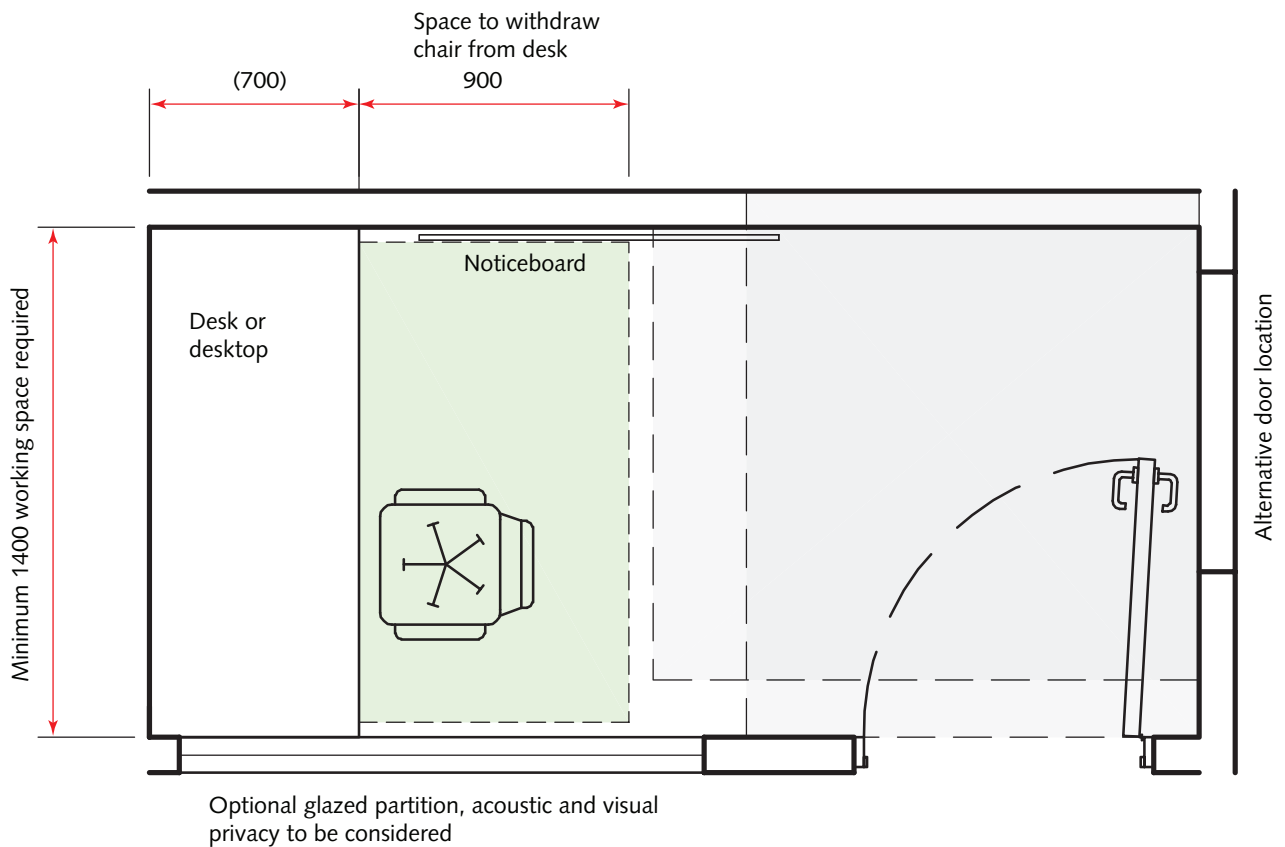 Space to withdraw
chair from desk
(700)
900
Noticeboard
Desk or
desktop
Minimum 1400 working space required
Alternative door location
Optional glazed partition, acoustic and visual
privacy to be considered